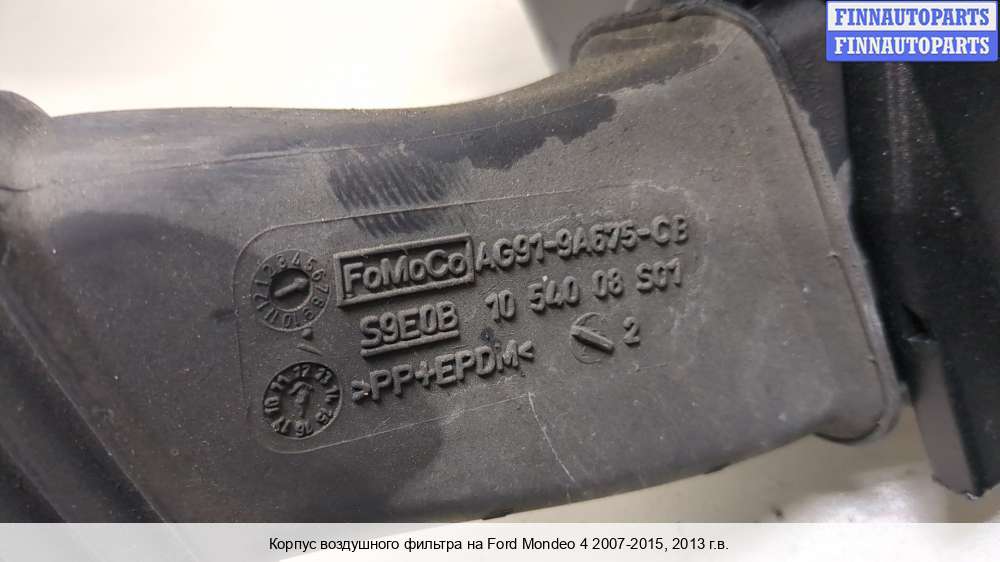 FINNAUTOPARTS
FINNAUTOPARTS
FoMoCo AG91-9A675-CB
S9E0B 10 540 08 S01
>PP+EPDM< 2
Корпус воздушного фильтра на Ford Mondeo 4 2007-2015, 2013 г.в.